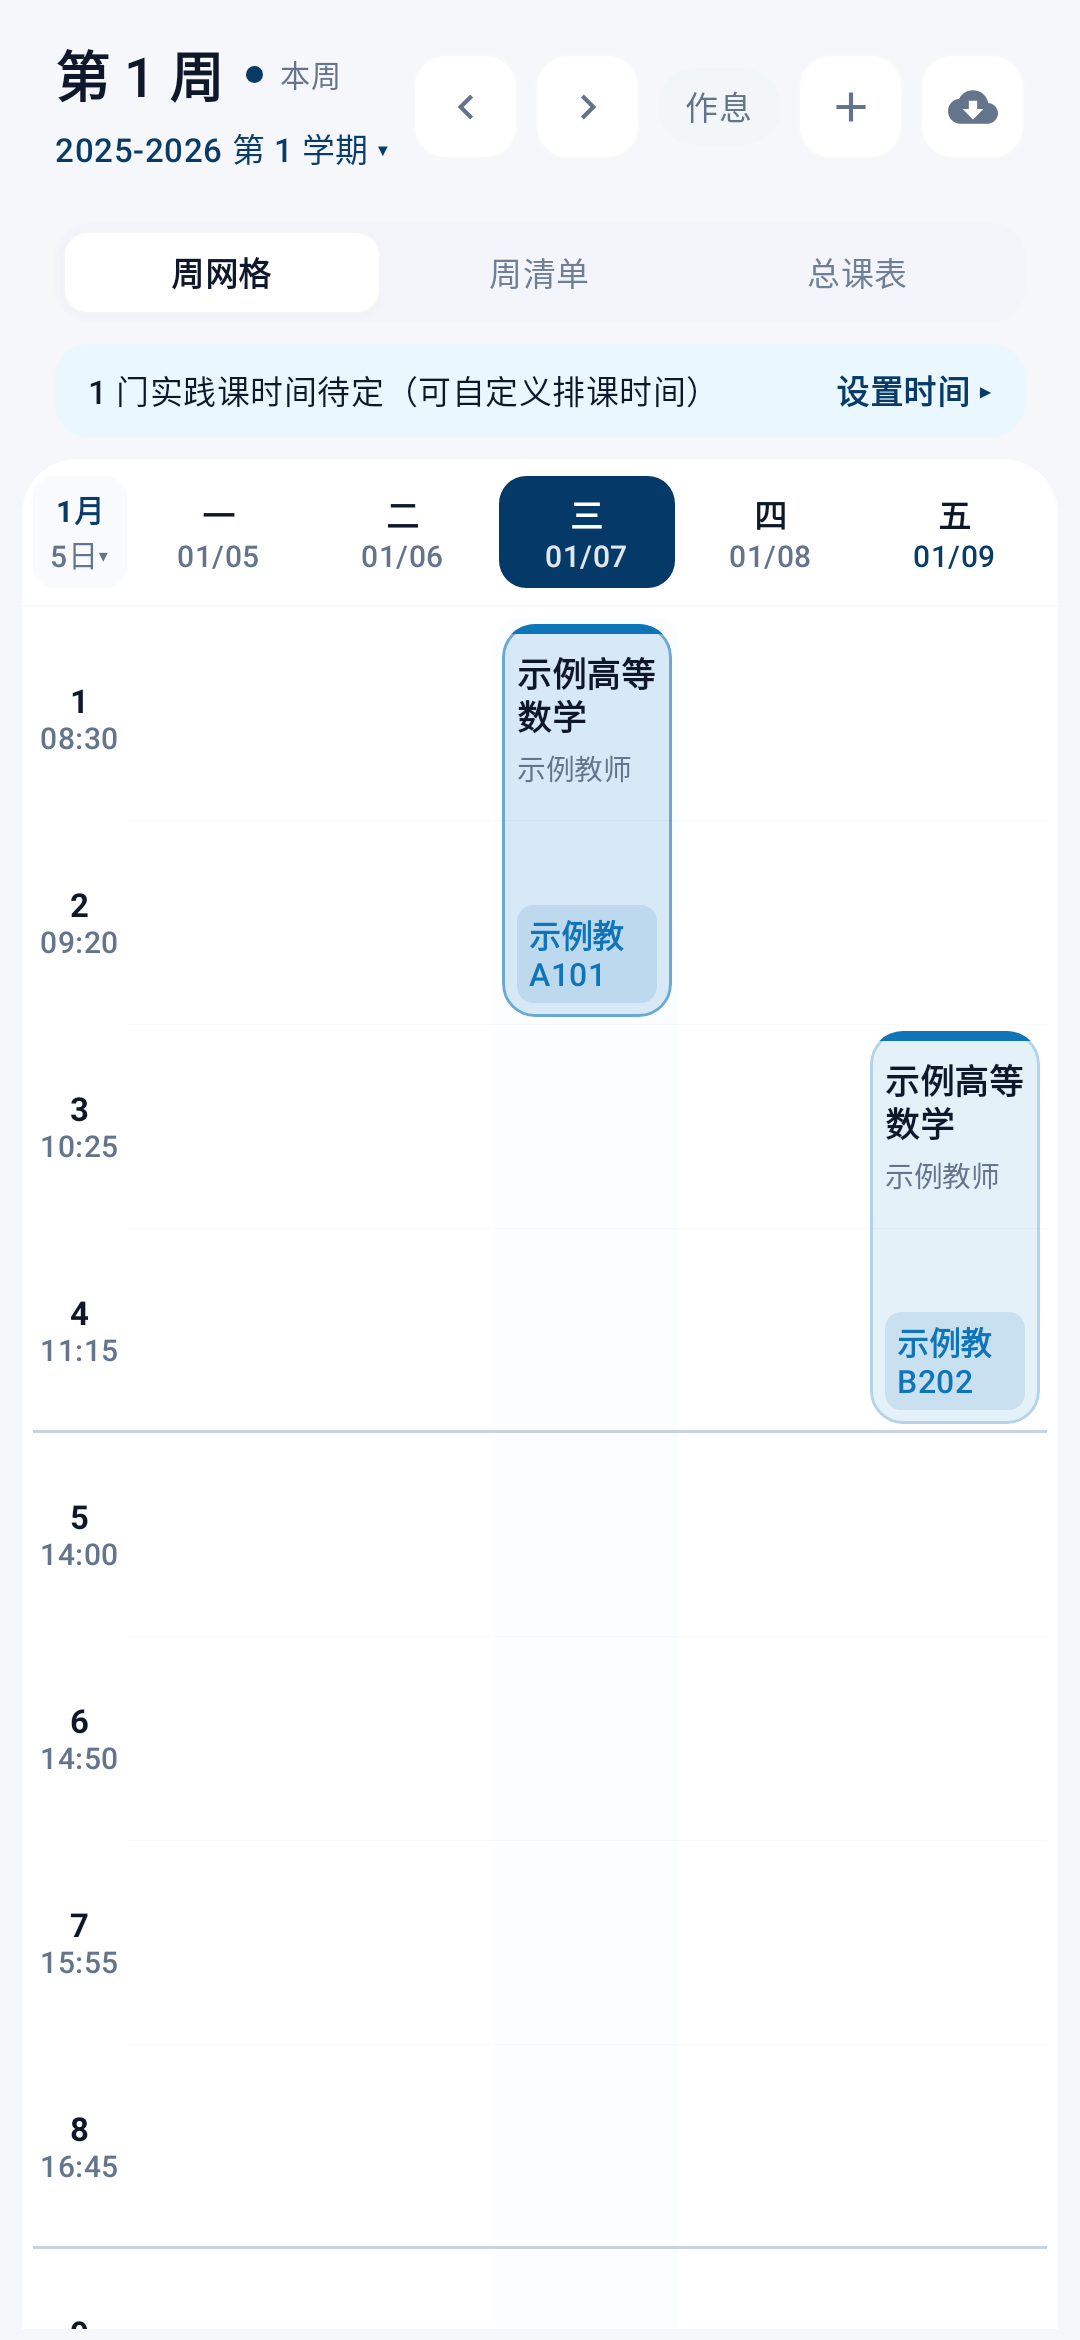 第 1 周 • 本周
2025-2026 第 1 学期 ▾
作息
周网格 周清单 总课表
1 门实践课时间待定（可自定义排课时间） 设置时间 ▸
1月
5日▾
一 二 三 四 五
01/05 01/06 01/07 01/08 01/09
1
08:30
示例高等
数学
示例教师
2
09:20
示例教
A101
3
10:25
示例高等
数学
示例教师
4
11:15
示例教
B202
5
14:00
6
14:50
7
15:55
8
16:45